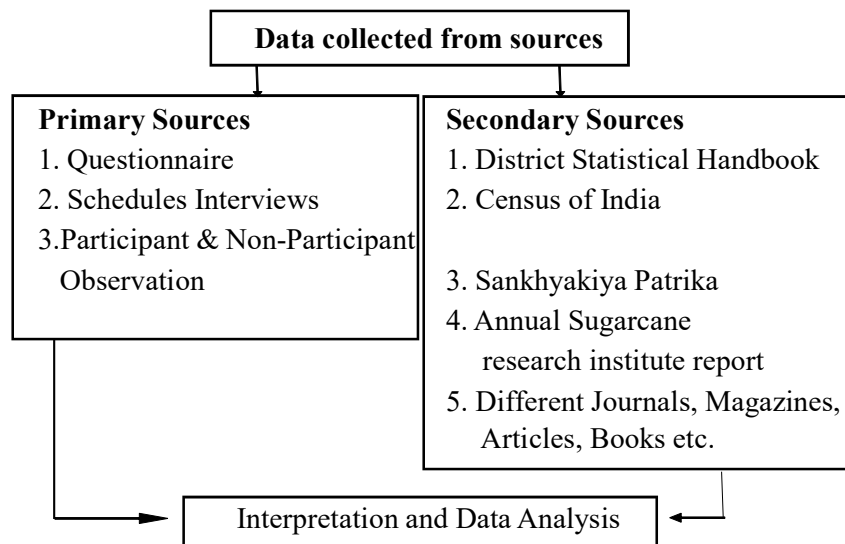 Data collected from sources
Primary Sources
1. Questionnaire
2. Schedules Interviews
3.Participant & Non-Participant
Observation
Secondary Sources
1. District Statistical Handbook
2. Census of India
3. Sankhyakiya Patrika
4. Annual Sugarcane
research institute report
5. Different Journals, Magazines,
Articles, Books etc.
Interpretation and Data Analysis